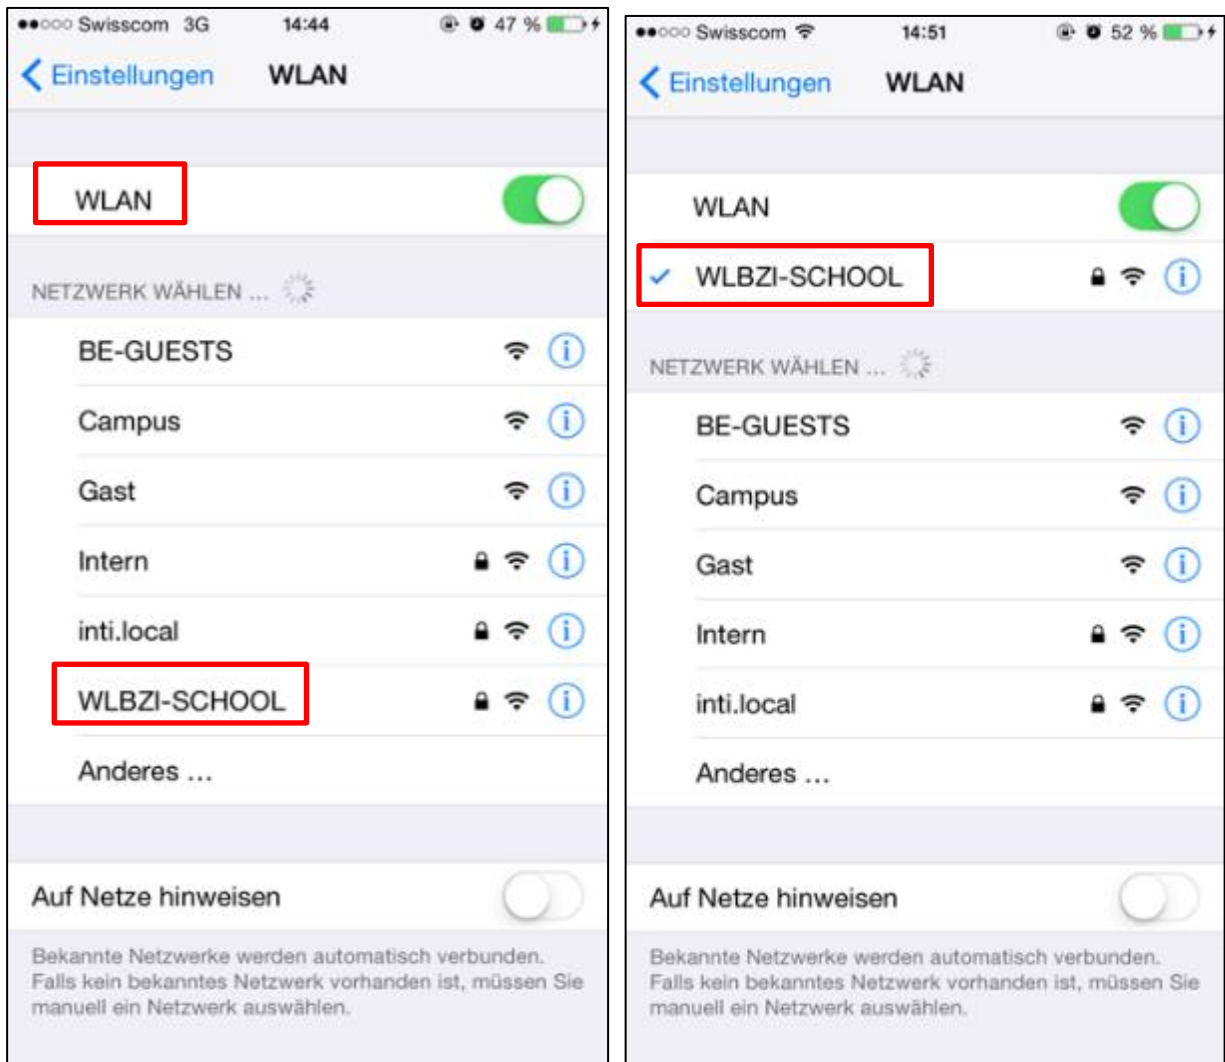 Swisscom 3G 14:44 47 %
Einstellungen WLAN
WLAN
NETZWERK WÄHLEN ...
BE-GUESTS
Campus
Gast
Intern
inti.local
WLBZI-SCHOOL
Anderes ...
Auf Netze hinweisen
Bekannte Netzwerke werden automatisch verbunden.
Falls kein bekanntes Netzwerk vorhanden ist, müssen Sie
manuell ein Netzwerk auswählen.
Swisscom 14:51 52 %
Einstellungen WLAN
WLAN
WLBZI-SCHOOL
NETZWERK WÄHLEN ...
BE-GUESTS
Campus
Gast
Intern
inti.local
Anderes ...
Auf Netze hinweisen
Bekannte Netzwerke werden automatisch verbunden.
Falls kein bekanntes Netzwerk vorhanden ist, müssen Sie
manuell ein Netzwerk auswählen.